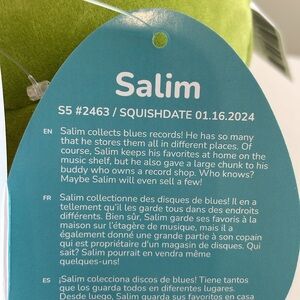 Salim
S5 #2463 / SQUISHDATE 01.16.2024
EN Salim collects blues records! He has so many
that he stores them all in different places. Of
course, Salim keeps his favorites at home on the
music shelf, but he also gave a large chunk to his
buddy who owns a record shop. Who knows?
Maybe Salim will even sell a few!
FR Salim collectionne des disques de blues! Il en a
tellement qu'il les garde tous dans des endroits
différents. Bien sûr, Salim garde ses favoris à la
maison sur l'étagère de musique, mais il a
également donné une grande partie à son copain
qui est propriétaire d'un magasin de disques. Qui
sait? Salim pourrait en vendre même
quelques-uns!
ES ¡Salim colecciona discos de blues! Tiene tantos
que los guarda todos en diferentes lugares.
Desde luego, Salim guarda sus favoritos en casa